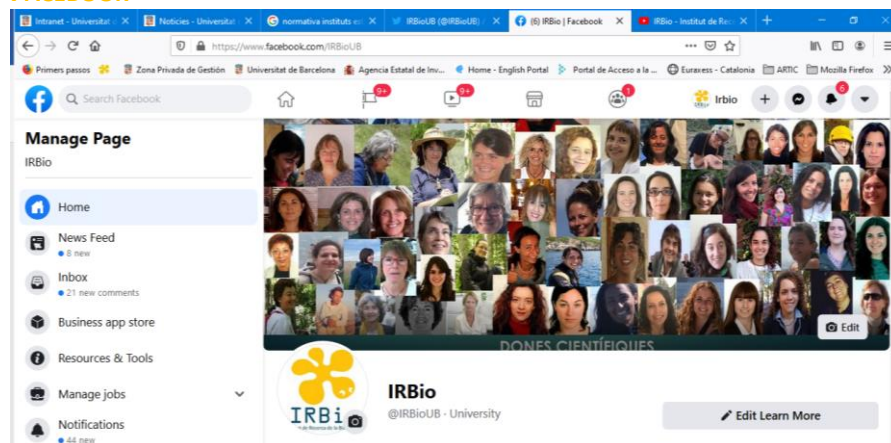 FACEBOOK
Intranet - Universitat d
Noticies - Universitat
normativa instituts est
IRBioUB (@IRBioUB) /
(6) IRBio | Facebook
IRBio - Institut de Rec
https://www.facebook.com/IRBioUB
Primers passos
Zona Privada de Gestión
Universitat de Barcelona
Agencia Estatal de Inv...
Home - English Portal
Portal de Acceso a la ...
Euraxess - Catalonia
ARTIC
Mozilla Firefox
Search Facebook
9+
9+
1
Irbio
6
Manage Page
IRBio
Home
News Feed
8 new
Inbox
21 new comments
Business app store
Resources & Tools
Manage jobs
Notifications
44 new
Edit
DONES CIENTÍFIQUES
IRBi
IRBio
@IRBioUB · University
Edit Learn More